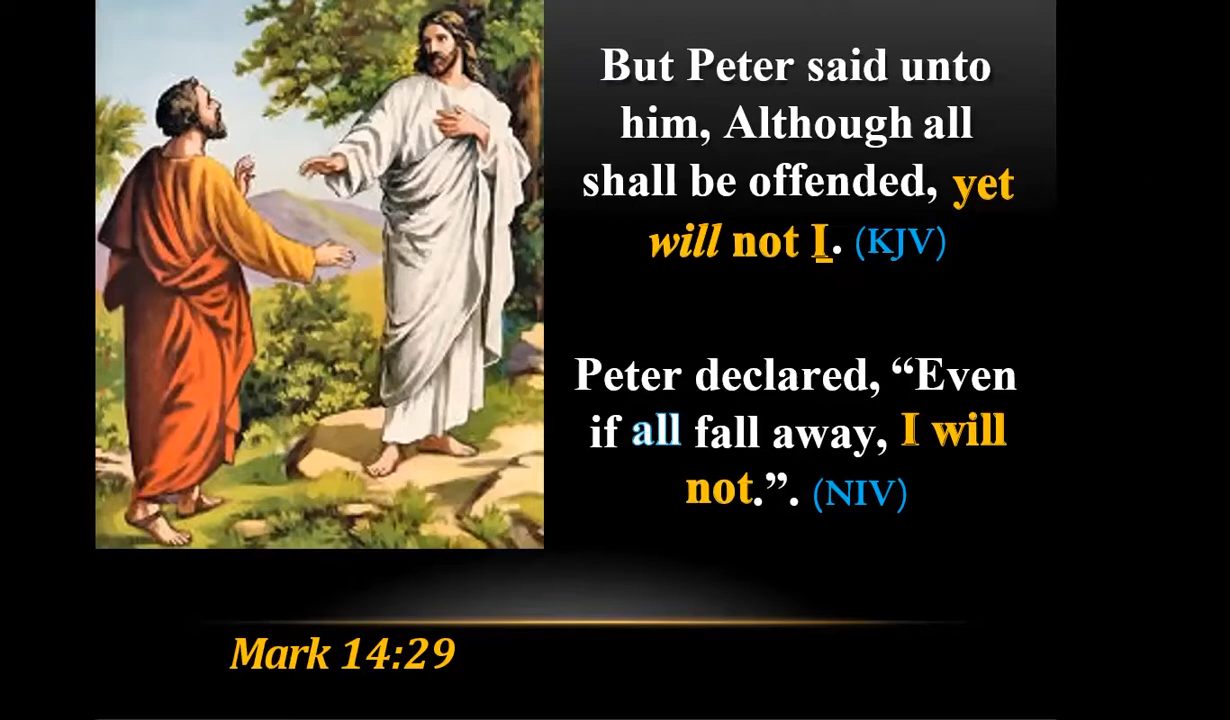 But Peter said unto
him, Although all
shall be offended, yet
will not I. (KJV)
Peter declared, “Even
if all fall away, I will
not.”. (NIV)
Mark 14:29